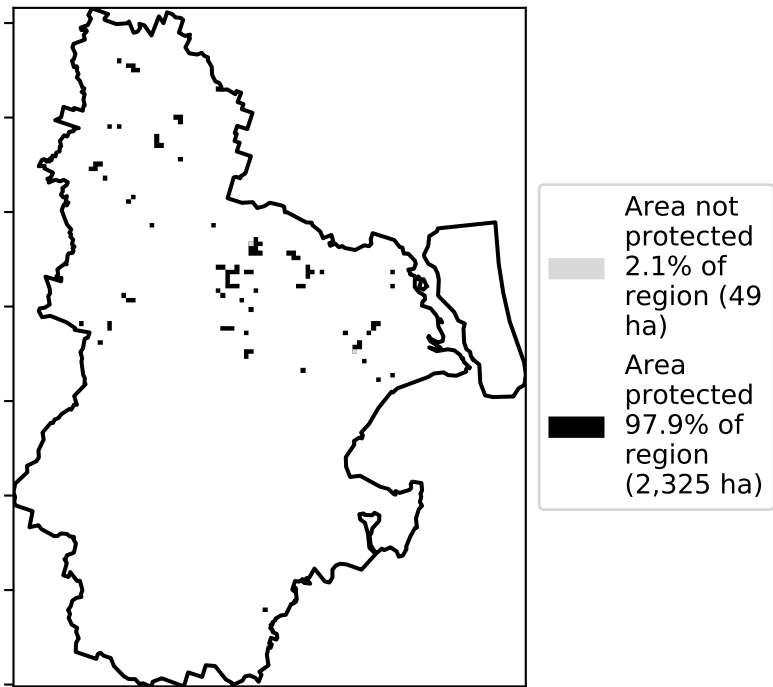 Area not
protected
2.1% of
region (49
ha)
Area
protected
97.9% of
region
(2,325 ha)